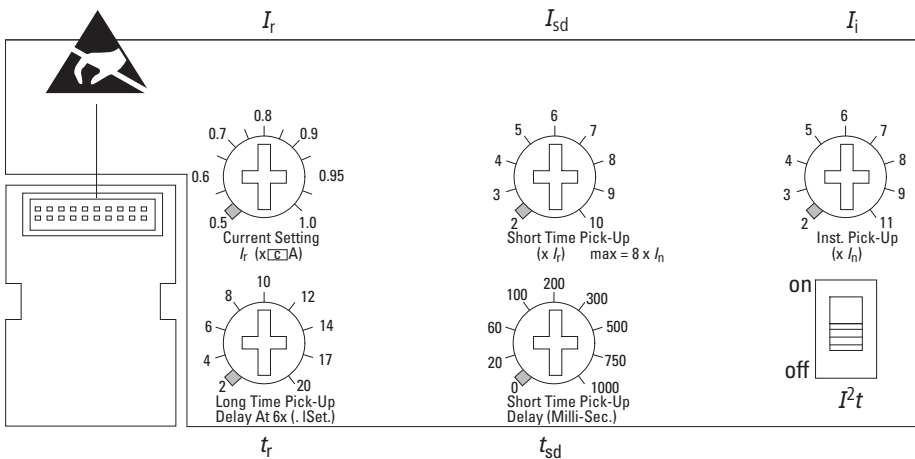 Ir Isd Ii
0.5 0.6 0.7 0.8 0.9 0.95 1.0
Current Setting
Ir (x c A)
2 3 4 5 6 7 8 9 10
Short Time Pick-Up
(x Ir) max = 8 x In
2 3 4 5 6 7 8 9 11
Inst. Pick-Up
(x In)
2 4 6 8 10 12 14 17 20
Long Time Pick-Up
Delay At 6x (. ISet.)
0 20 60 100 200 300 500 750 1000
Short Time Pick-Up
Delay (Milli-Sec.)
on
off
I²t
tr tsd